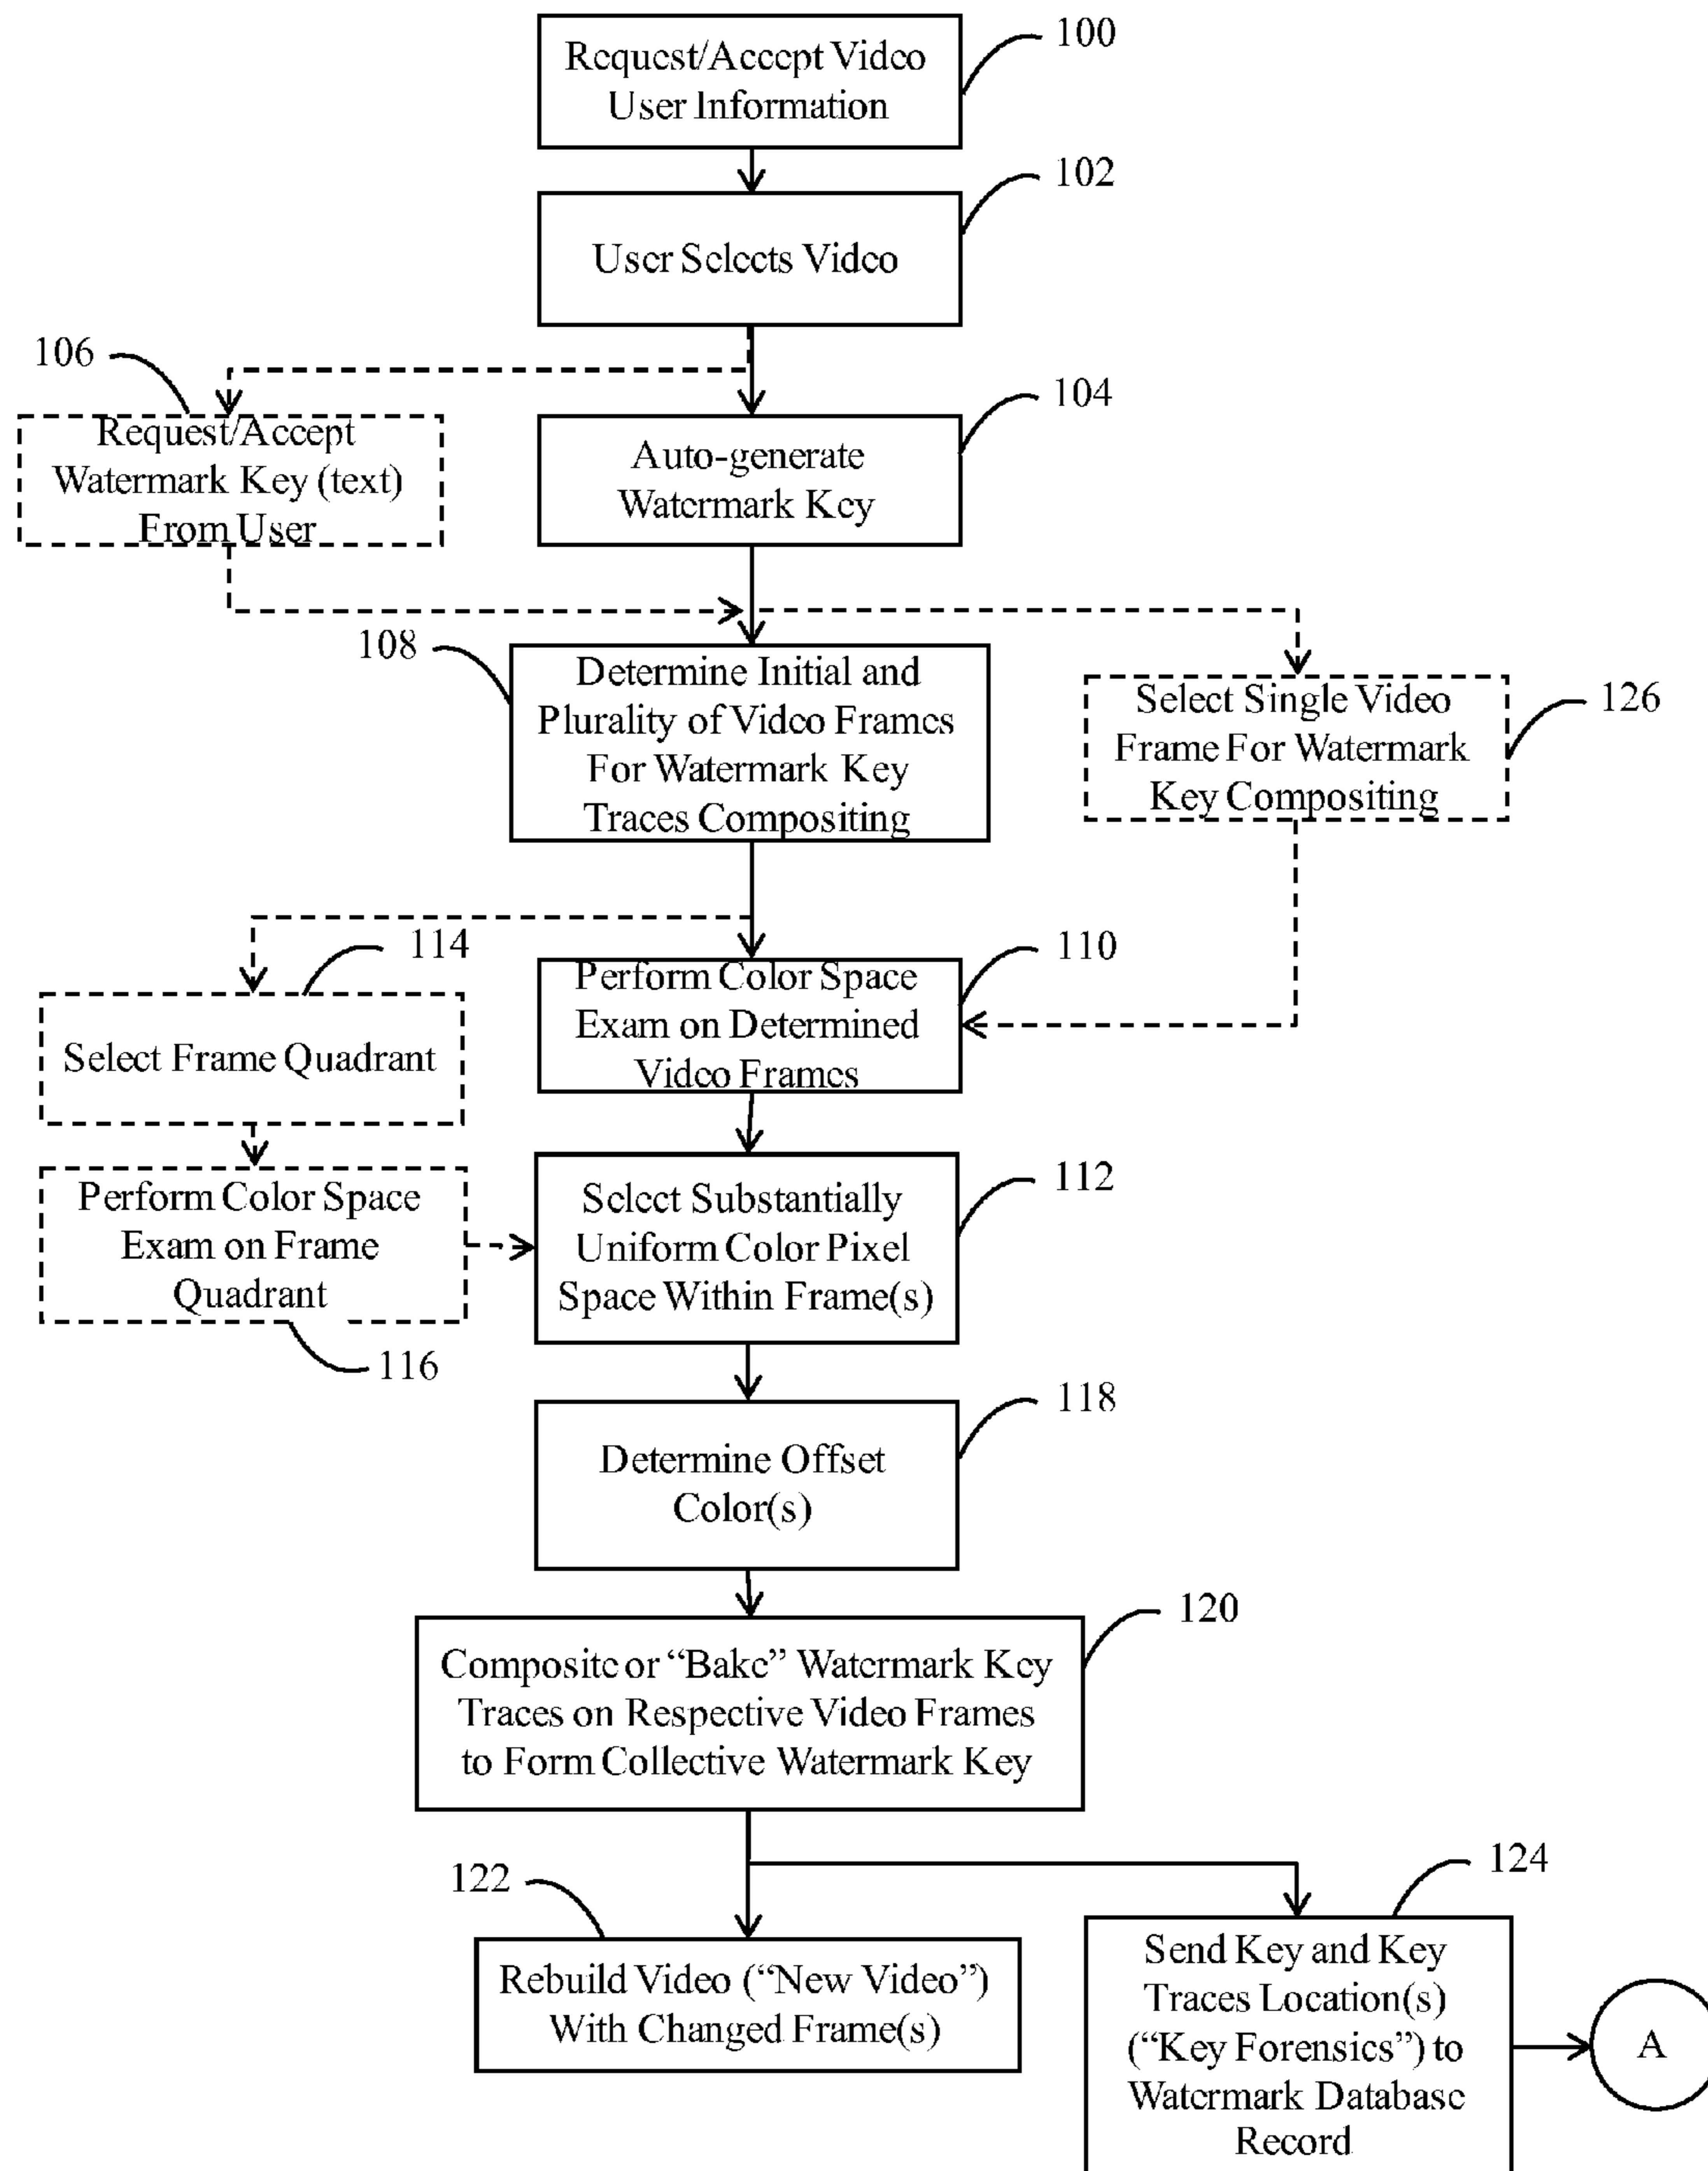 Request/Accept Video
User Information
100
User Selects Video
102
106
Request/Accept
Watermark Key (text)
From User
Auto-generate
Watermark Key
104
108
Determine Initial and
Plurality of Video Frames
For Watermark Key
Traces Compositing
Select Single Video
Frame For Watermark
Key Compositing
126
114
Select Frame Quadrant
Perform Color Space
Exam on Determined
Video Frames
110
Perform Color Space
Exam on Frame
Quadrant
116
Select Substantially
Uniform Color Pixel
Space Within Frame(s)
112
Determine Offset
Color(s)
118
Composite or “Bake” Watermark Key
Traces on Respective Video Frames
to Form Collective Watermark Key
120
122
Rebuild Video (“New Video”)
With Changed Frame(s)
124
Send Key and Key
Traces Location(s)
(“Key Forensics”) to
Watermark Database
Record
A